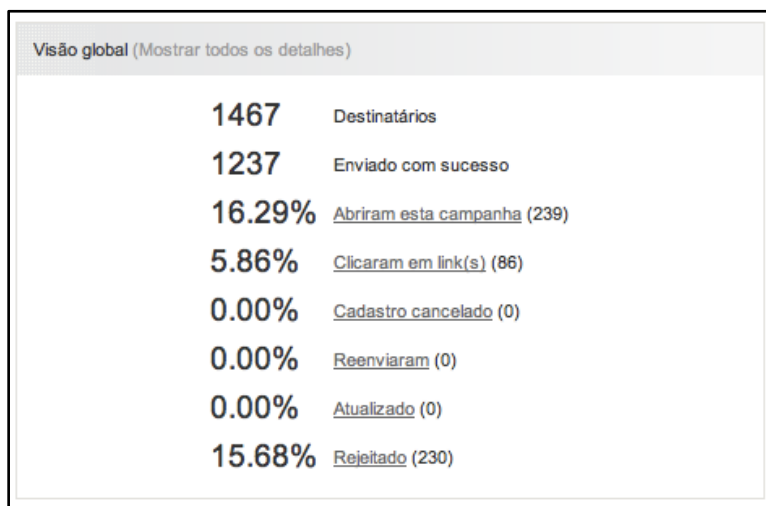 Visão global (Mostrar todos os detalhes)
1467 Destinatários
1237 Enviado com sucesso
16.29% Abriram esta campanha (239)
5.86% Clicaram em link(s) (86)
0.00% Cadastro cancelado (0)
0.00% Reenviaram (0)
0.00% Atualizado (0)
15.68% Rejeitado (230)